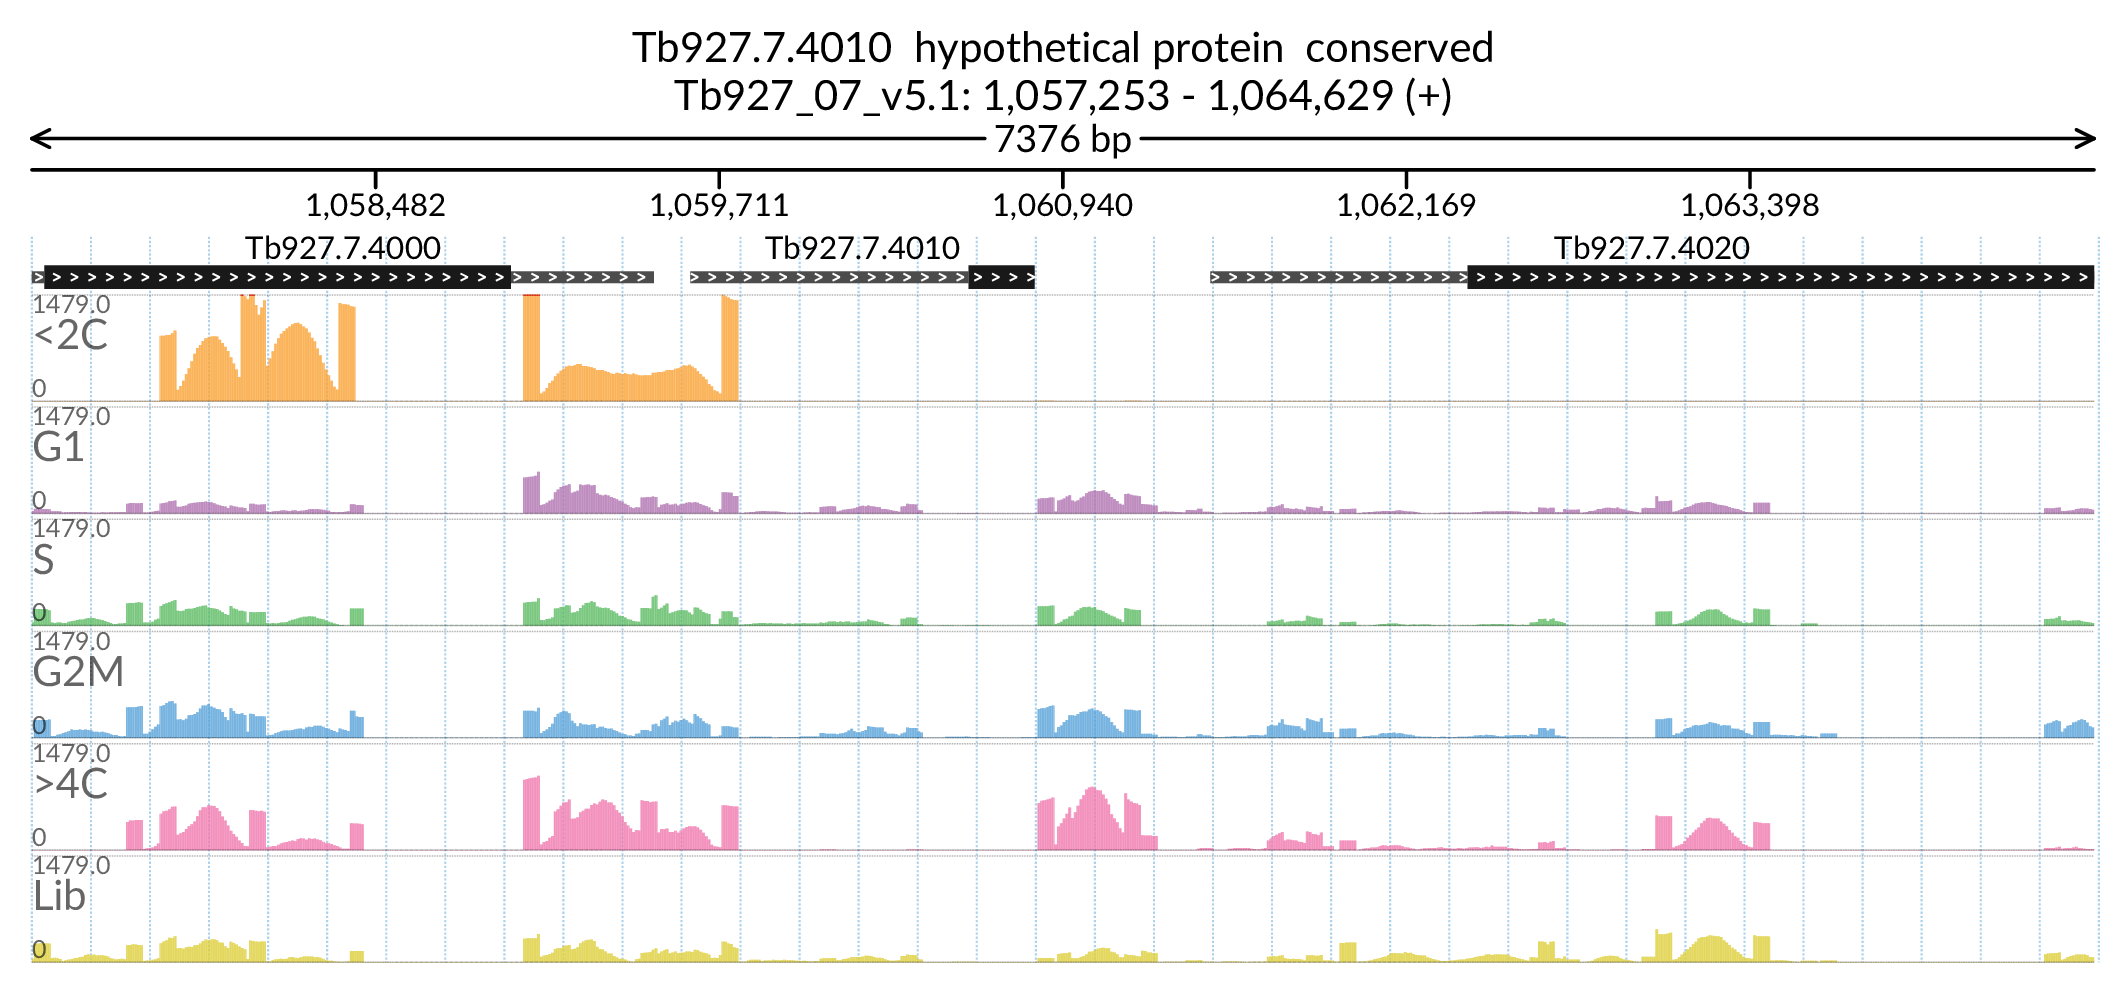 Tb927.7.4010  hypothetical protein  conserved
Tb927_07_v5.1: 1,057,253 - 1,064,629 (+)
7376 bp
1,058,482 1,059,711 1,060,940 1,062,169 1,063,398
Tb927.7.4000 Tb927.7.4010 Tb927.7.4020
1479.0
<2C
0
1479.0
G1
0
1479.0
S
0
1479.0
G2M
0
1479.0
>4C
0
1479.0
Lib
0